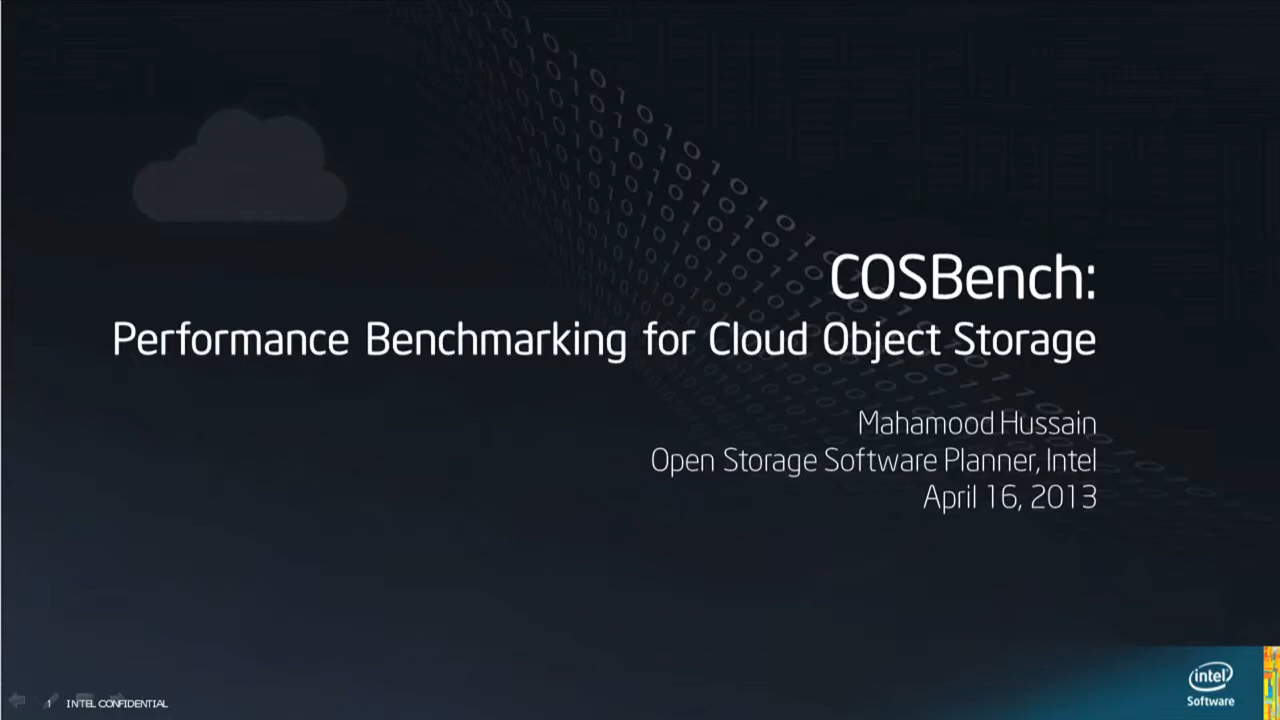 COSBench:
Performance Benchmarking for Cloud Object Storage
Mahamood Hussain
Open Storage Software Planner, Intel
April 16, 2013
1 INTEL CONFIDENTIAL
intel
Software